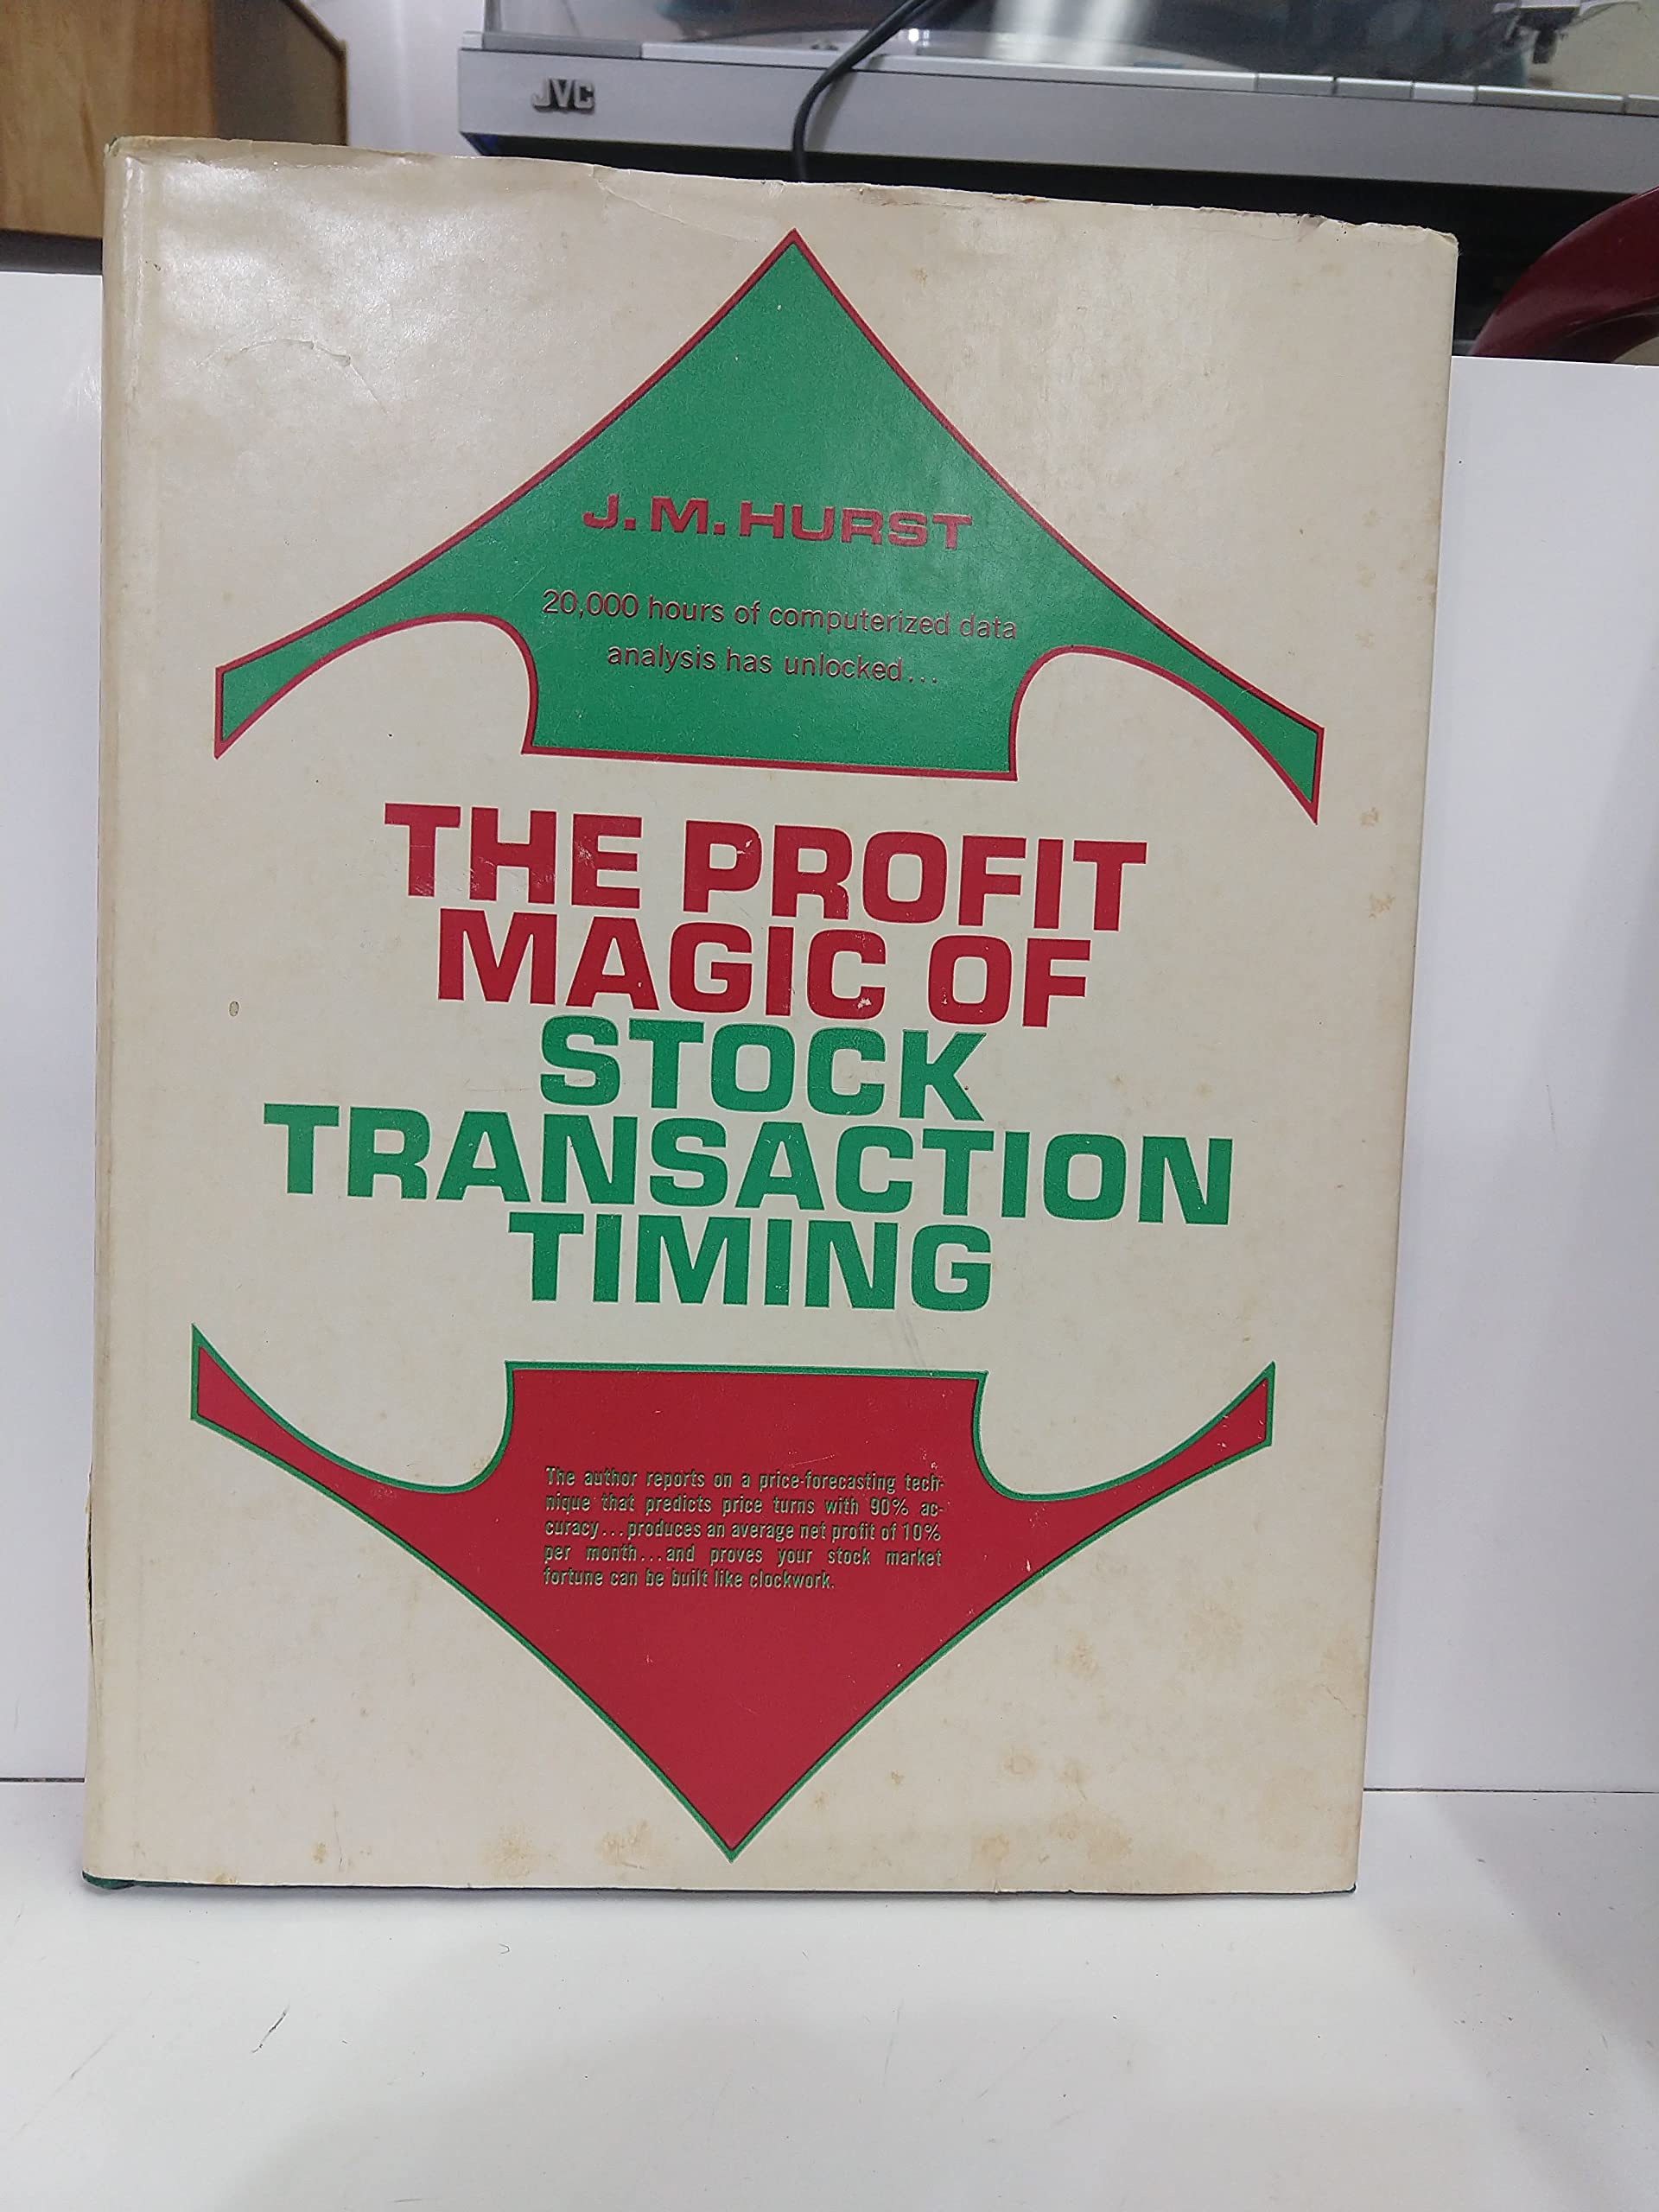 JVC
J. M. HURST
20,000 hours of computerized data
analysis has unlocked...
THE PROFIT
MAGIC OF
STOCK
TRANSACTION
TIMING
The author reports on a price-forecasting tech-
nique that predicts price turns with 90% ac-
curacy...produces an average net profit of 10%
per month...and proves your stock market
fortune can be built like clockwork.